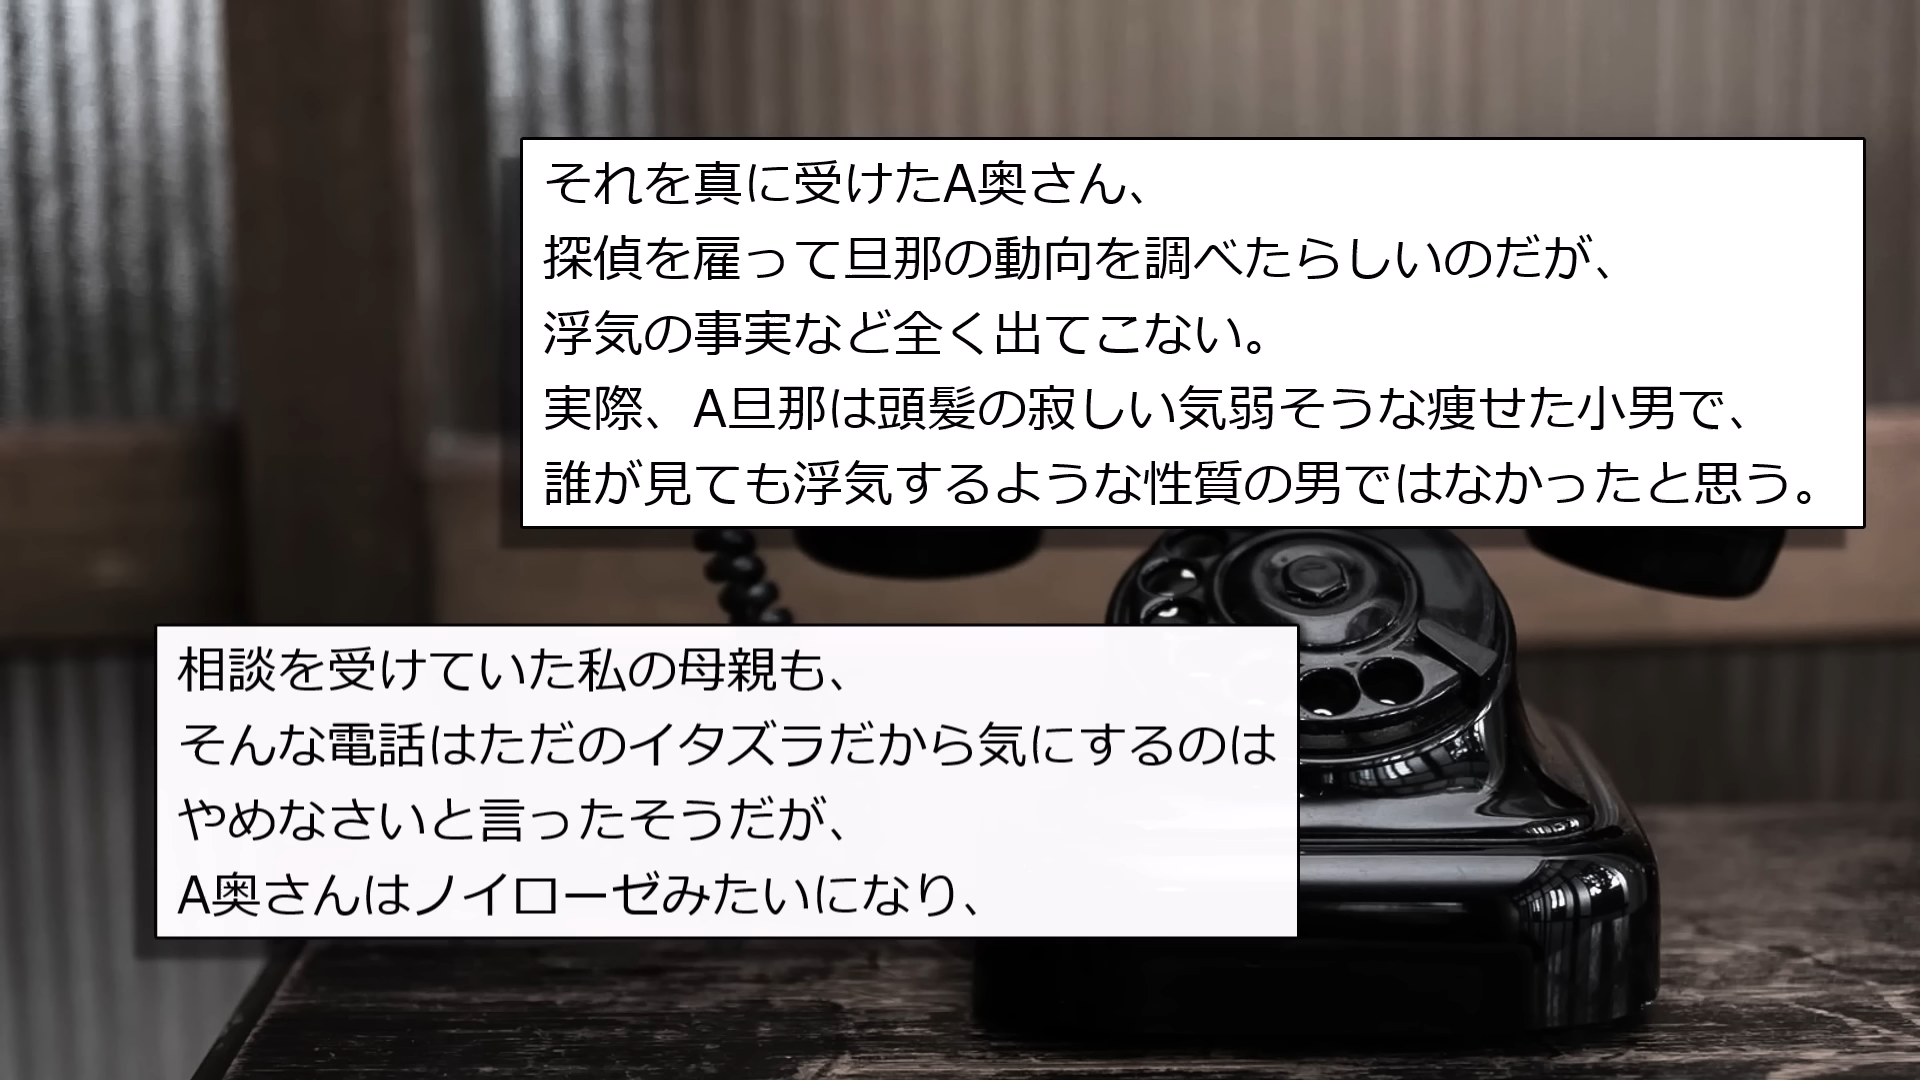 それを真に受けたA奥さん、
探偵を雇って旦那の動向を調べたらしいのだが、
浮気の事実など全く出てこない。
実際、A旦那は頭髪の寂しい気弱そうな痩せた小男で、
誰が見ても浮気するような性質の男ではなかったと思う。
相談を受けていた私の母親も、
そんな電話はただのイタズラだから気にするのは
やめなさいと言ったそうだが、
A奥さんはノイローゼみたいになり、